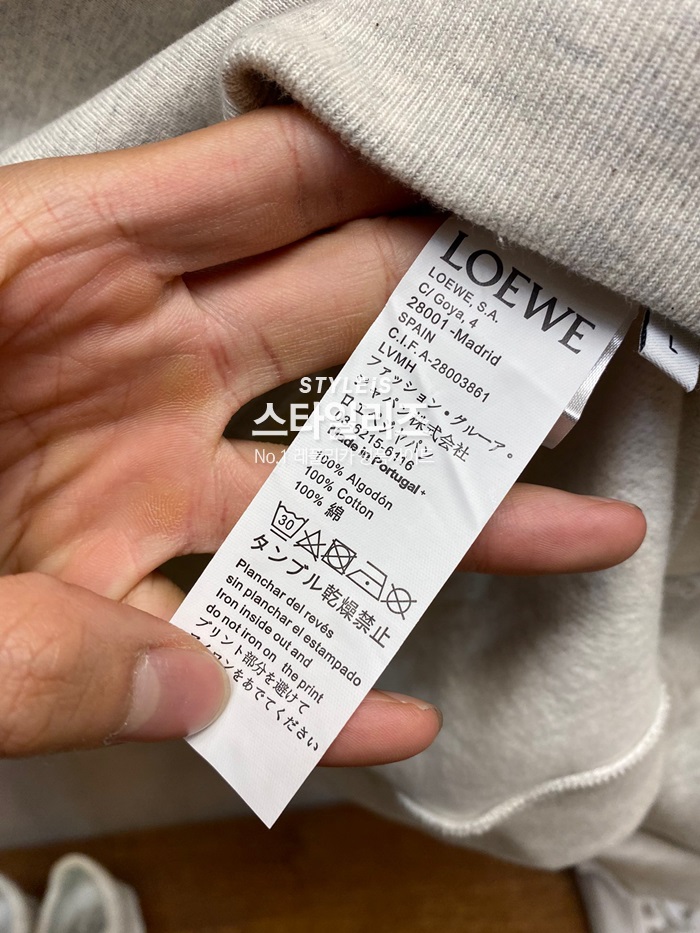 LOEWE
LOEWE, S.A.
C/ Goya, 4
28001 -Madrid
SPAIN
C.I.F.A-28003861
LVMH
ファッション・グループ。
ジャパン株式会社
STYLEIS
스타일리즈
No.1
Made in Portugal
100% Algodón
100% Cotton
100% 綿
30
タンブル乾燥禁止
Planchar del revés
sin planchar el estampado
Iron inside out and
do not iron on the print
プリント部分を避けて
アイロンをあててください
L